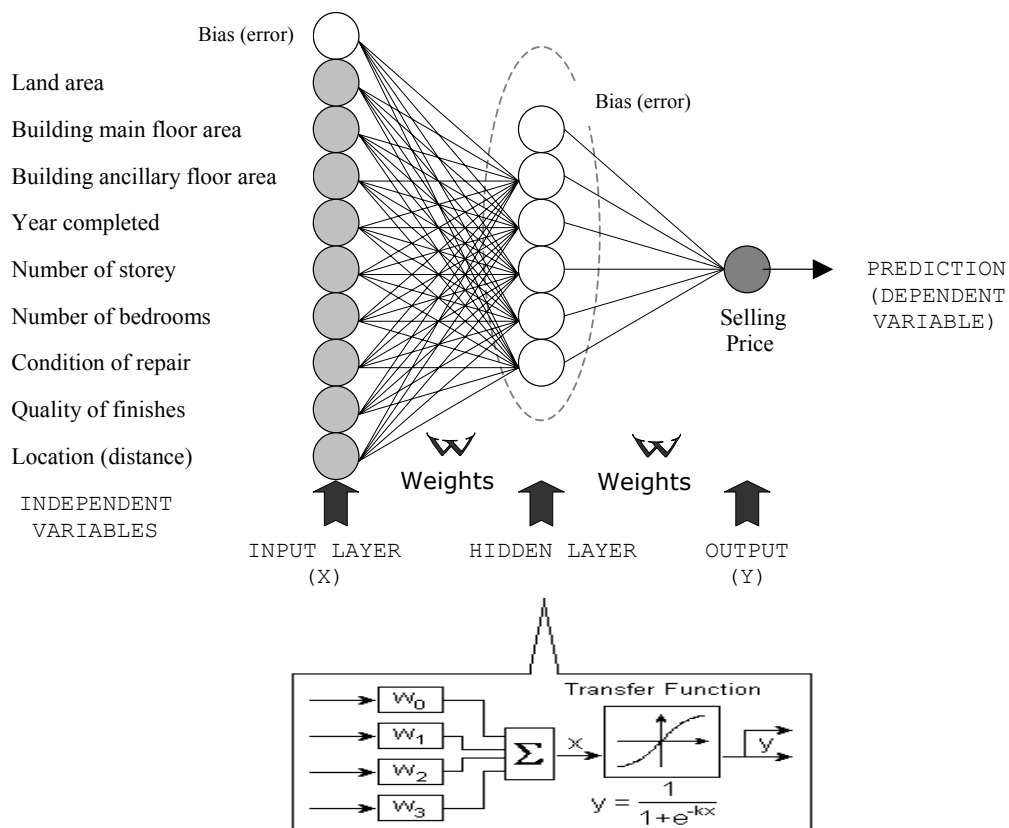 Bias (error)
Land area
Building main floor area
Building ancillary floor area
Year completed
Number of storey
Number of bedrooms
Condition of repair
Quality of finishes
Location (distance)
INDEPENDENT
VARIABLES
Bias (error)
Selling
Price
PREDICTION
(DEPENDENT
VARIABLE)
W
Weights
W
Weights
INPUT LAYER
(X)
HIDDEN LAYER
OUTPUT
(Y)
Transfer Function
W0
W1
W2
W3
Σ
x
y
y = 1
1+e-kx